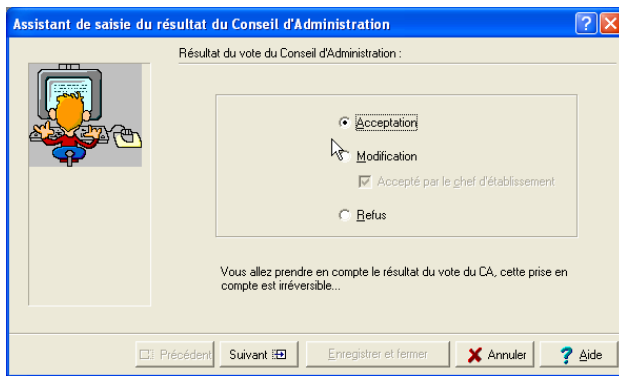 Assistant de saisie du résultat du Conseil d'Administration
Résultat du vote du Conseil d'Administration :
Acceptation
Modification
Accepté par le chef d'établissement
Refus
Vous allez prendre en compte le résultat du vote du CA, cette prise en
compte est irréversible...
Précédent Suivant Enregistrer et fermer Annuler ? Aide